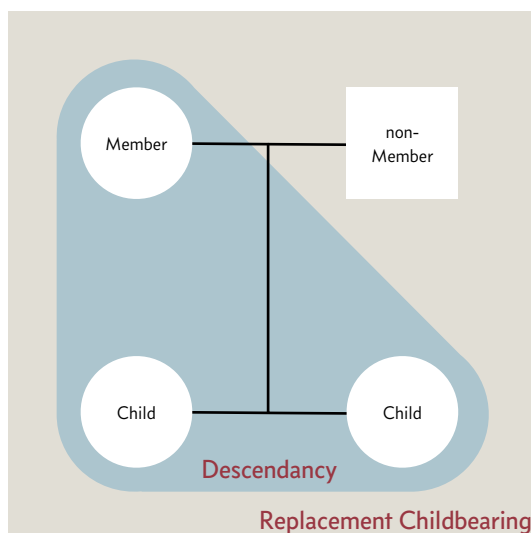 Member
non-
Member
Child
Child
Descendancy
Replacement Childbearing